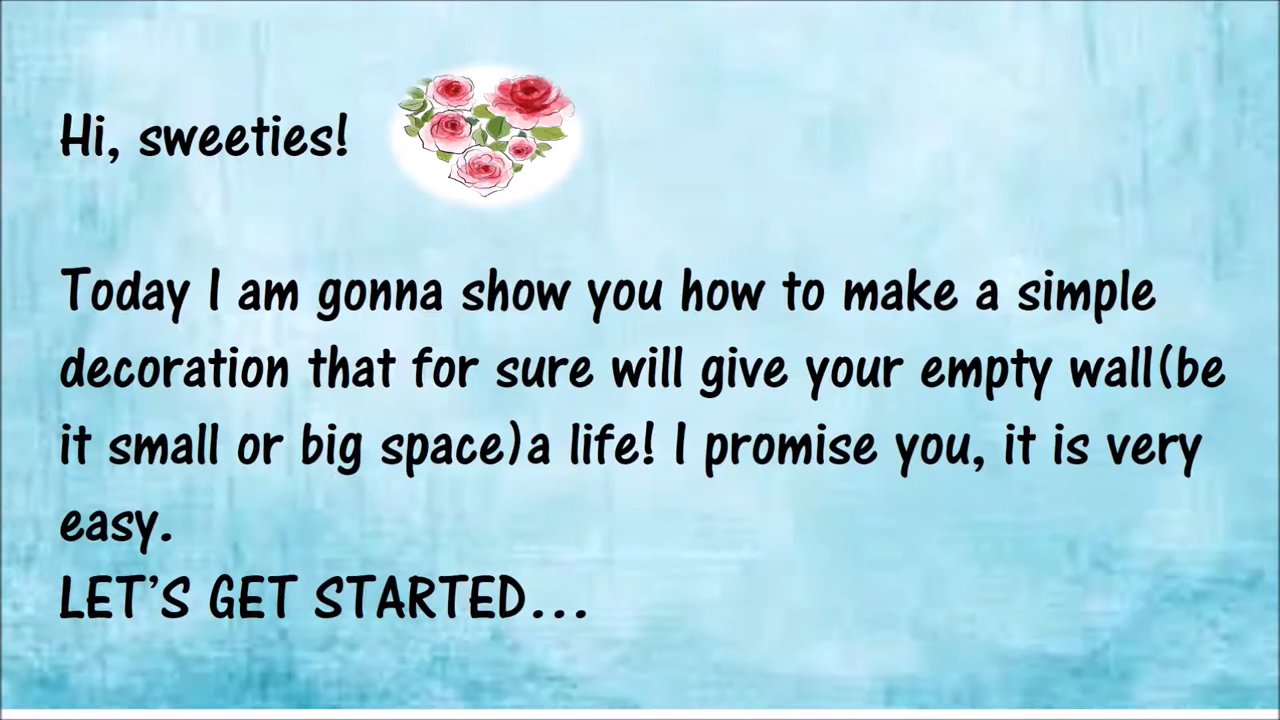 Hi, sweeties!
Today I am gonna show you how to make a simple
decoration that for sure will give your empty wall(be
it small or big space)a life! I promise you, it is very
easy.
LET'S GET STARTED...